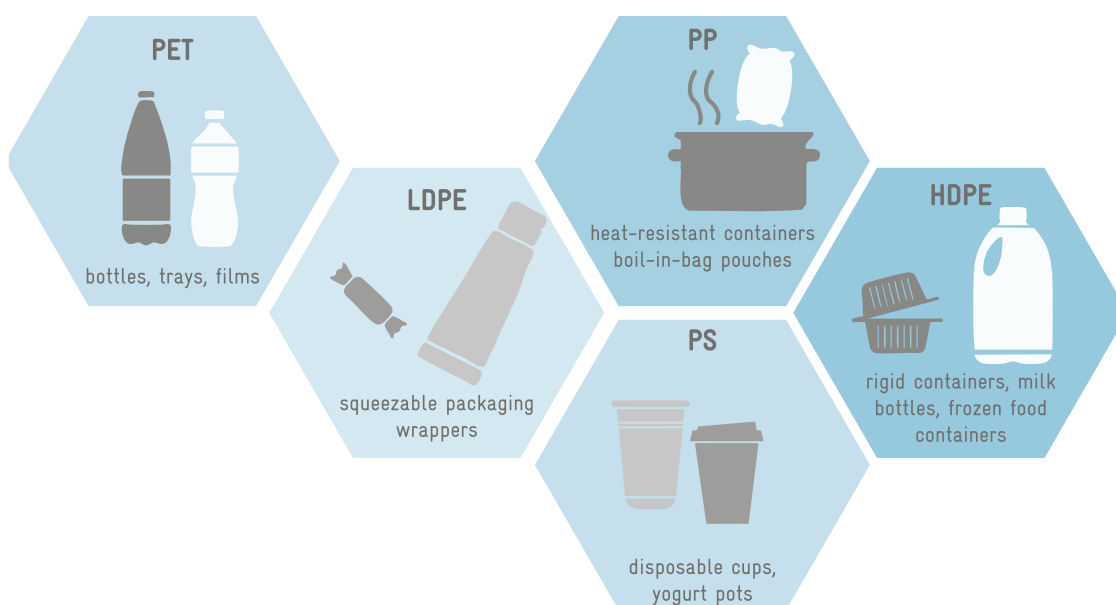 PET
bottles, trays, films
LDPE
squeezable packaging
wrappers
PP
heat-resistant containers
boil-in-bag pouches
PS
disposable cups,
yogurt pots
HDPE
rigid containers, milk
bottles, frozen food
containers